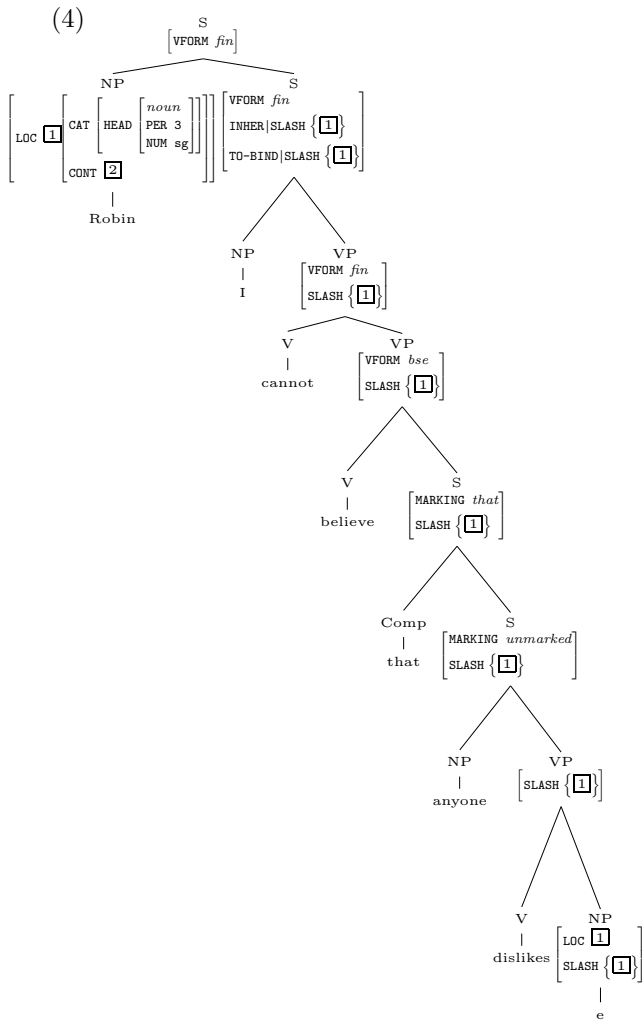 (4)
S
[VFORM fin]
NP S
[LOC [1] [CAT [HEAD [noun PER 3 NUM sg]] CONT [2]]]
[VFORM fin
INHER|SLASH {[1]}
TO-BIND|SLASH {[1]}]
Robin
NP VP
I
[VFORM fin
SLASH {[1]}]
V VP
cannot
[VFORM bse
SLASH {[1]}]
V S
believe
[MARKING that
SLASH {[1]}]
Comp S
that
[MARKING unmarked
SLASH {[1]}]
NP VP
anyone
[SLASH {[1]}]
V NP
dislikes
[LOC [1]
SLASH {[1]}]
e